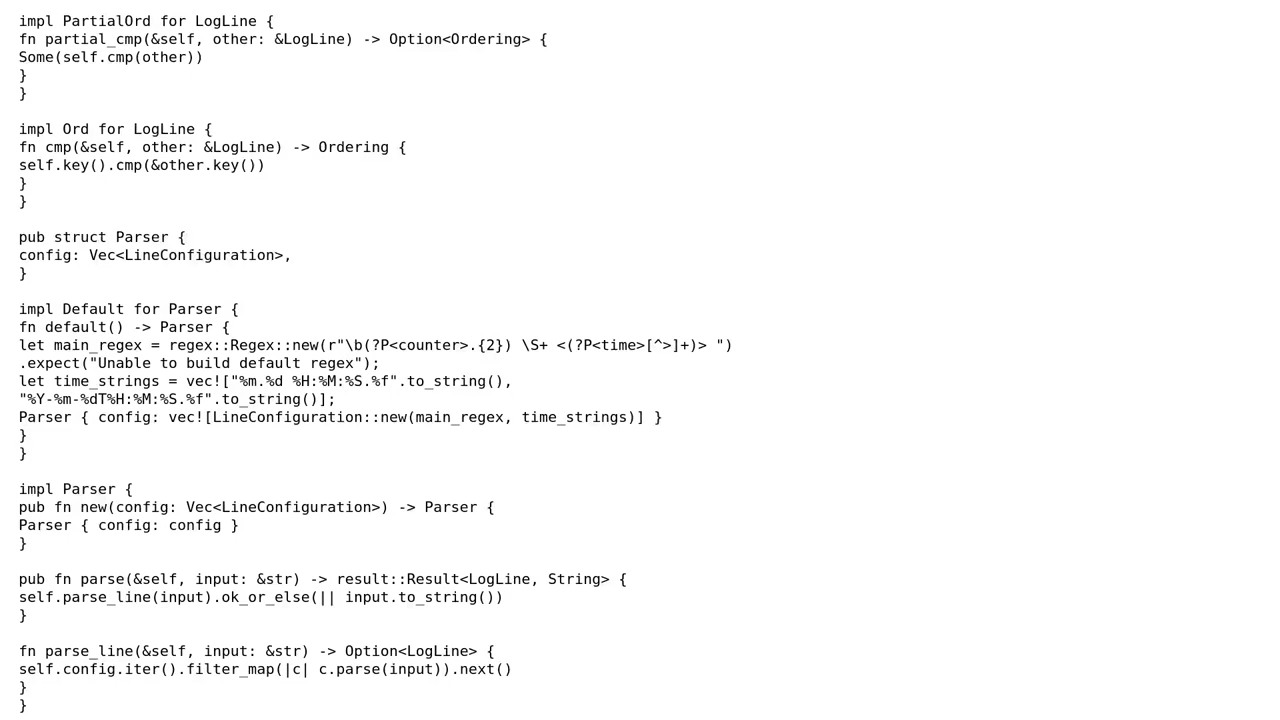 impl PartialOrd for LogLine {
fn partial_cmp(&self, other: &LogLine) -> Option<Ordering> {
Some(self.cmp(other))
}
}

impl Ord for LogLine {
fn cmp(&self, other: &LogLine) -> Ordering {
self.key().cmp(&other.key())
}
}

pub struct Parser {
config: Vec<LineConfiguration>,
}

impl Default for Parser {
fn default() -> Parser {
let main_regex = regex::Regex::new(r"\b(?P<counter>.{2}) \S+ <(?P<time>[^>]+)> ")
.expect("Unable to build default regex");
let time_strings = vec!["%m.%d %H:%M:%S.%f".to_string(),
"%Y-%m-%dT%H:%M:%S.%f".to_string()];
Parser { config: vec![LineConfiguration::new(main_regex, time_strings)] }
}
}

impl Parser {
pub fn new(config: Vec<LineConfiguration>) -> Parser {
Parser { config: config }
}

pub fn parse(&self, input: &str) -> result::Result<LogLine, String> {
self.parse_line(input).ok_or_else(|| input.to_string())
}

fn parse_line(&self, input: &str) -> Option<LogLine> {
self.config.iter().filter_map(|c| c.parse(input)).next()
}
}